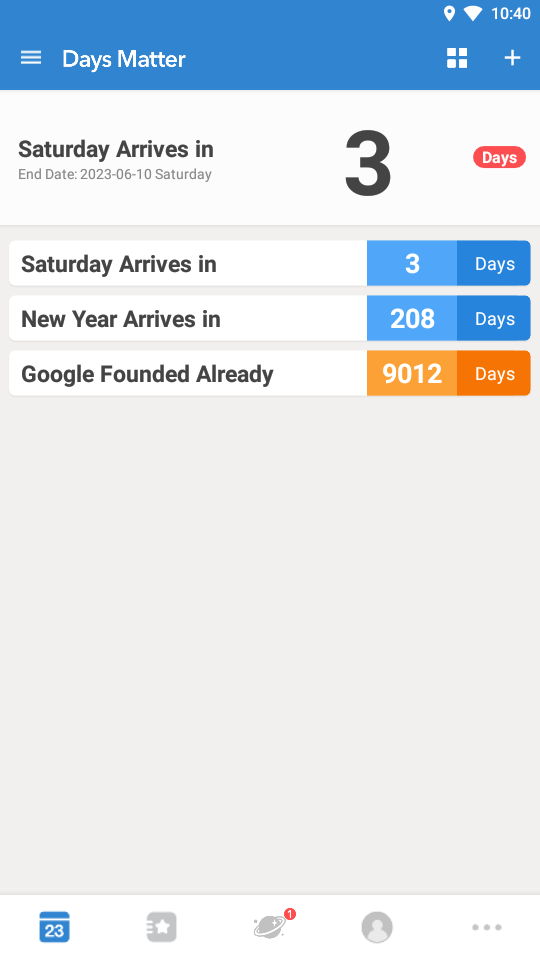 10:40
Days Matter
Saturday Arrives in
End Date: 2023-06-10 Saturday
3
Days
Saturday Arrives in 3 Days
New Year Arrives in 208 Days
Google Founded Already 9012 Days
23
1